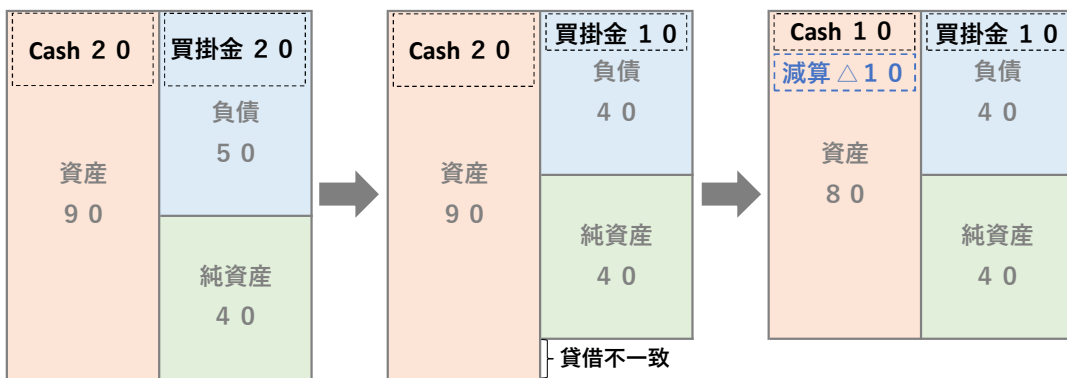 Cash ２０
資産
９０
買掛金 ２０
負債
５０
純資産
４０
Cash ２０
資産
９０
買掛金 １０
負債
４０
純資産
４０
貸借不一致
Cash １０
減算 △１０
資産
８０
買掛金 １０
負債
４０
純資産
４０